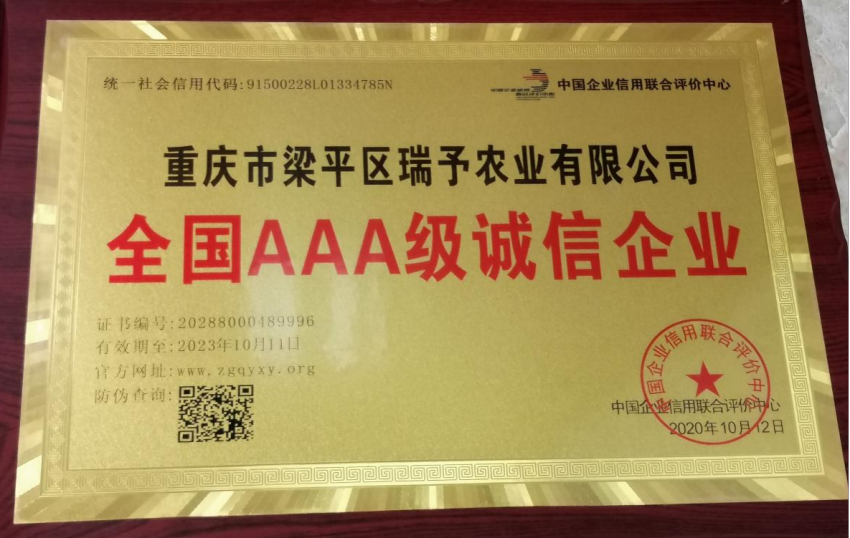 统一社会信用代码:91500228L01334785N
中国企业信用联合评价中心
重庆市梁平区瑞予农业有限公司
全国AAA级诚信企业
证书编号:20288000489996
有效期至:2023年10月11日
官方网址:www.zgqyxy.org
防伪查询:
中国企业信用联合评价中心
中国企业信用联合评价中心
2020年10月12日